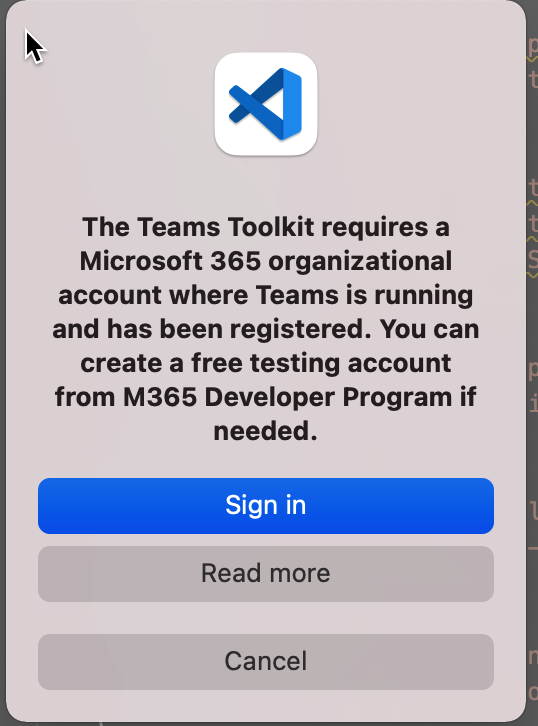 The Teams Toolkit requires a
Microsoft 365 organizational
account where Teams is running
and has been registered. You can
create a free testing account
from M365 Developer Program if
needed.
Sign in
Read more
Cancel